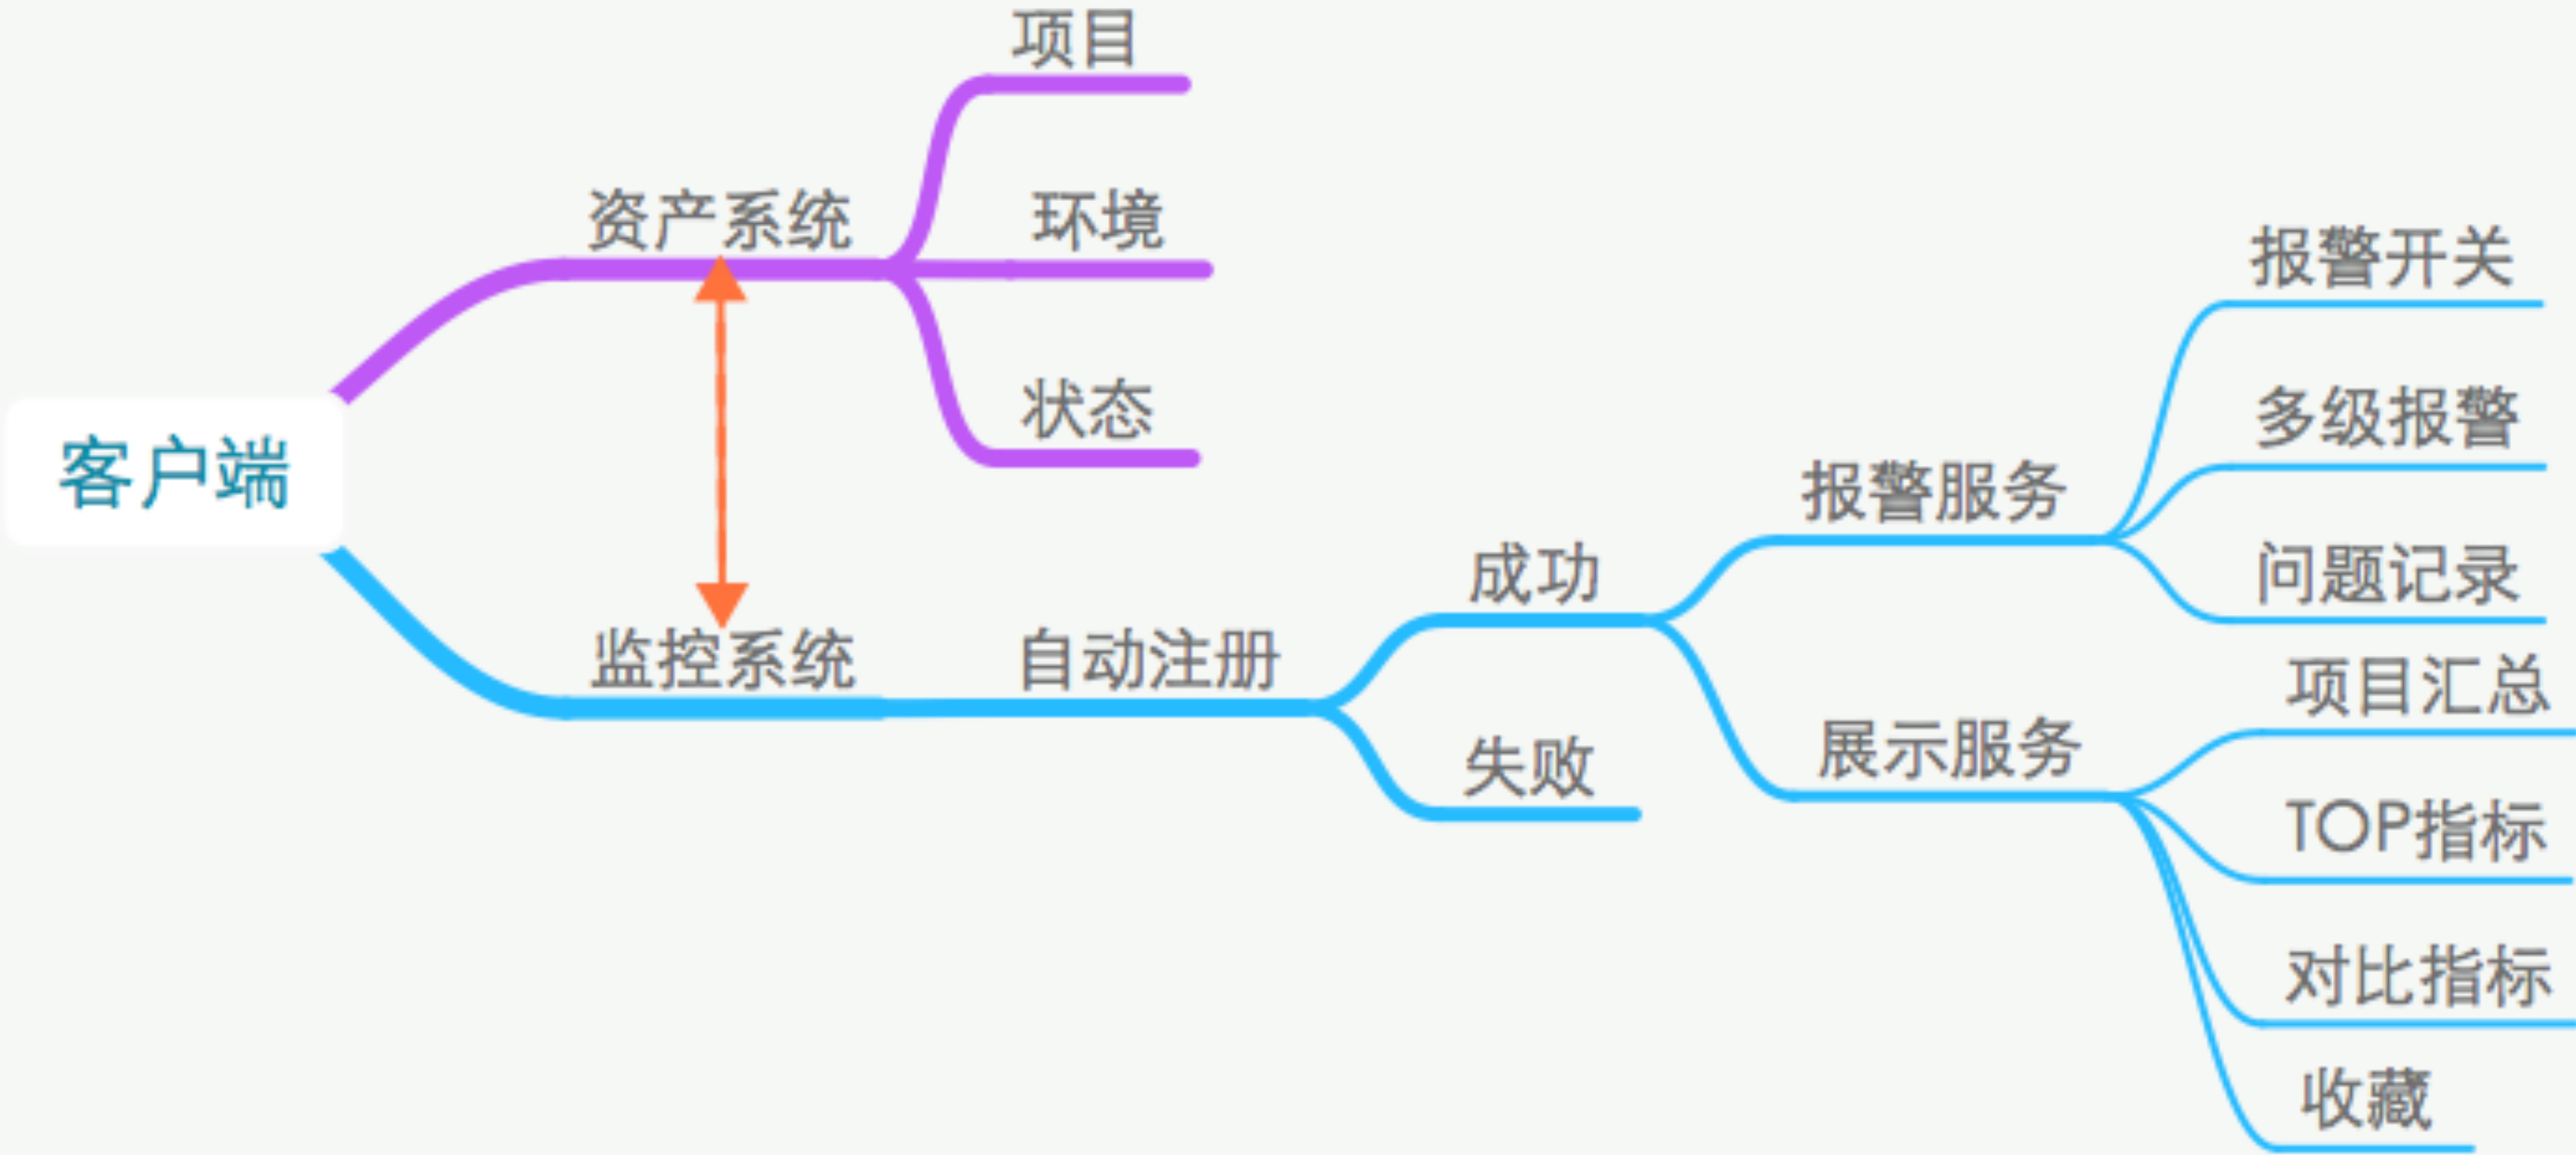 客户端
资产系统
项目
环境
状态
监控系统
自动注册
成功
报警服务
报警开关
多级报警
问题记录
展示服务
项目汇总
TOP指标
对比指标
收藏
失败